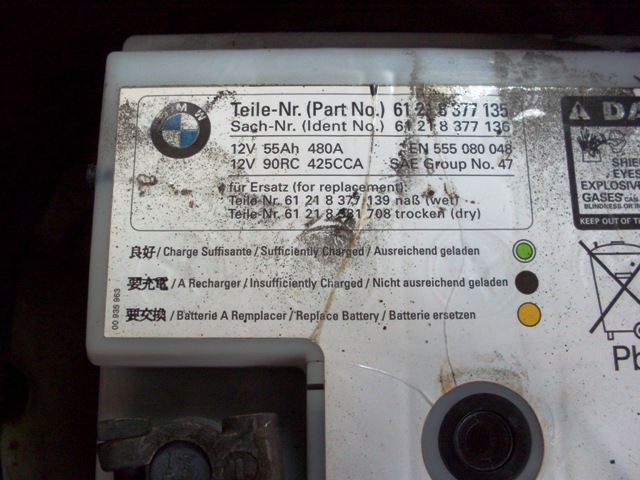 BMW
Teile-Nr. (Part No.) 61 21 8 377 135
Sach-Nr. (Ident No.) 61 21 8 377 136
12V 55Ah 480A EN 555 080 048
12V 90RC 425CCA SAE Group No. 47
für Ersatz (for replacement):
Teile-Nr. 61 21 8 377 139 naß (wet)
Teile-Nr. 61 21 8 381 708 trocken (dry)
良好/Charge Suffisante/Sufficiently Charged/Ausreichend geladen
要充電/A Recharger/Insufficiently Charged/Nicht ausreichend geladen
要交換/Batterie A Remplacer/Replace Battery/Batterie ersetzen
00 935 963
SHIE
EYES
EXPLOSIV
GASES CAN
BLINDNESS OR IN
KEEP OUT OF
Pb